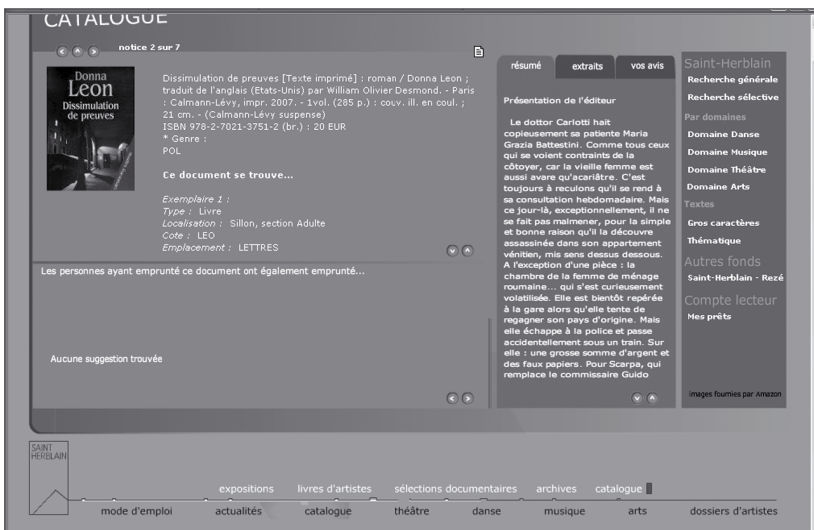 CATALOGUE
notice 2 sur 7
Donna
Leon
Dissimulation
de preuves
Dissimulation de preuves [Texte imprimé] : roman / Donna Leon ;
traduit de l'anglais (Etats-Unis) par William Olivier Desmond. - Paris
: Calmann-Lévy, impr. 2007. - 1vol. (285 p.) : couv. ill. en coul. ;
21 cm. - (Calmann-Lévy suspense)
ISBN 978-2-7021-3751-2 (br.) : 20 EUR
* Genre :
POL
Ce document se trouve...
Exemplaire 1 :
Type : Livre
Localisation : Sillon, section Adulte
Cote : LEO
Emplacement : LETTRES
Les personnes ayant emprunté ce document ont également emprunté...
Aucune suggestion trouvée
résumé extraits vos avis
Présentation de l'éditeur
Le dottor Carlotti hait
copieusement sa patiente Maria
Grazia Battestini. Comme tous ceux
qui se voient contraints de la
côtoyer, car la vieille femme est
aussi avare qu'acariâtre. C'est
toujours à reculons qu'il se rend à
sa consultation hebdomadaire. Mais
ce jour-là, exceptionnellement, il ne
se fait pas malmener, pour la simple
et bonne raison qu'il la découvre
assassinée dans son appartement
vénitien, mis sens dessus dessous.
A l'exception d'une pièce : la
chambre de la femme de ménage
roumaine... qui s'est curieusement
volatilisée. Elle est bientôt repérée
à la gare alors qu'elle tente de
regagner son pays d'origine. Mais
elle échappe à la police et passe
accidentellement sous un train. Sur
elle : une grosse somme d'argent et
des faux papiers. Pour Scarpa, qui
remplace le commissaire Guido
Saint-Herblain
Recherche générale
Recherche sélective
Par domaines
Domaine Danse
Domaine Musique
Domaine Théâtre
Domaine Arts
Textes
Gros caractères
Thématique
Autres fonds
Saint-Herblain - Rezé
Compte lecteur
Mes prêts
images fournies par Amazon
SAINT
HERBLAIN
expositions livres d'artistes sélections documentaires archives catalogue
mode d'emploi actualités catalogue théâtre danse musique arts dossiers d'artistes